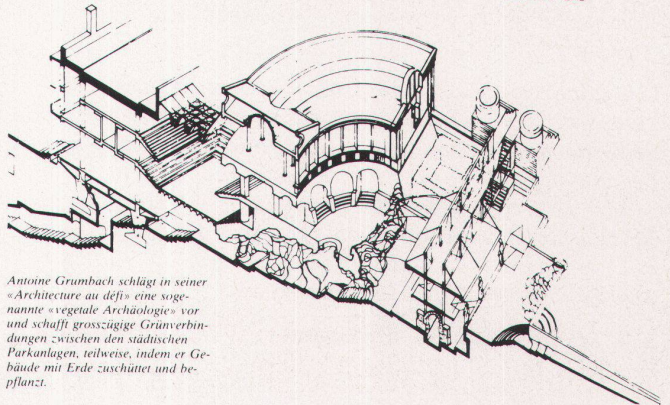 Antoine Grumbach schlägt in seiner
«Architecture au défi» eine soge-
nannte «vegetale Archäologie» vor
und schafft grosszügige Grünverbin-
dungen zwischen den städtischen
Parkanlagen, teilweise, indem er Ge-
bäude mit Erde zuschüttet und be-
pflanzt.